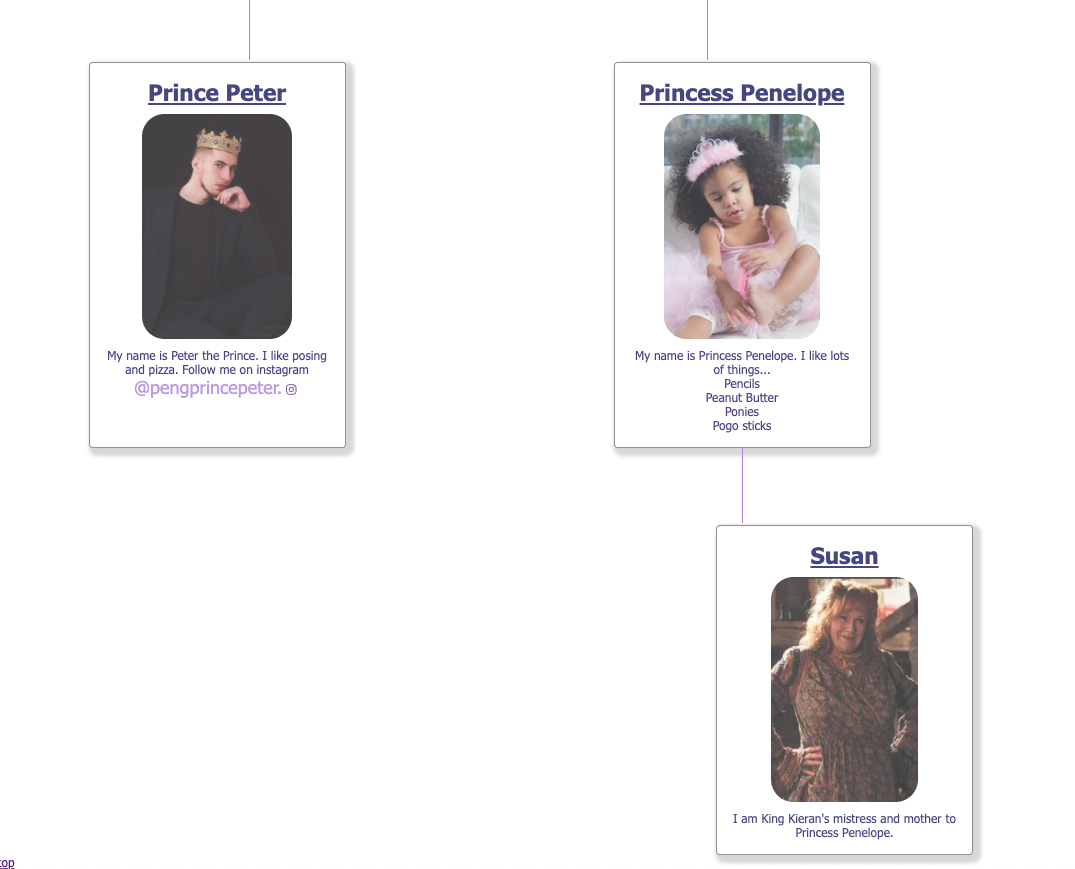 Prince Peter
My name is Peter the Prince. I like posing
and pizza. Follow me on instagram
@pengprincepeter.
Princess Penelope
My name is Princess Penelope. I like lots
of things...
Pencils
Peanut Butter
Ponies
Pogo sticks
Susan
I am King Kieran's mistress and mother to
Princess Penelope.
top